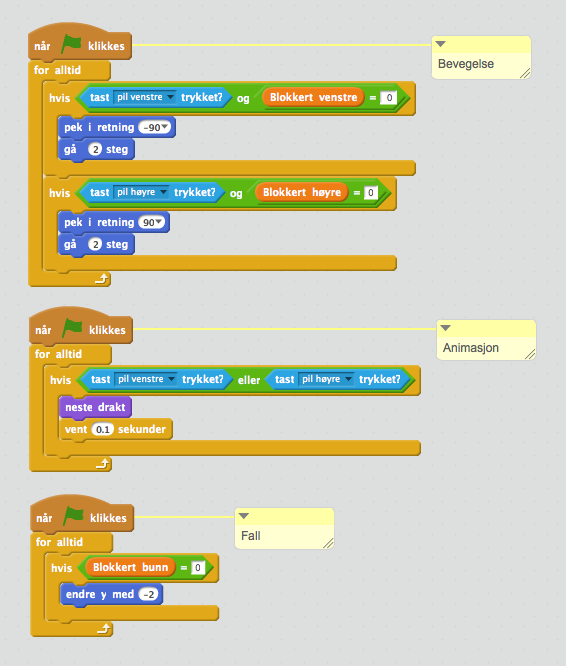 når klikkes
Bevegelse
for alltid
hvis tast pil venstre trykket? og Blokkert venstre = 0
pek i retning -90
gå 2 steg
hvis tast pil høyre trykket? og Blokkert høyre = 0
pek i retning 90
gå 2 steg
når klikkes
Animasjon
for alltid
hvis tast pil venstre trykket? eller tast pil høyre trykket?
neste drakt
vent 0.1 sekunder
når klikkes
Fall
for alltid
hvis Blokkert bunn = 0
endre y med -2